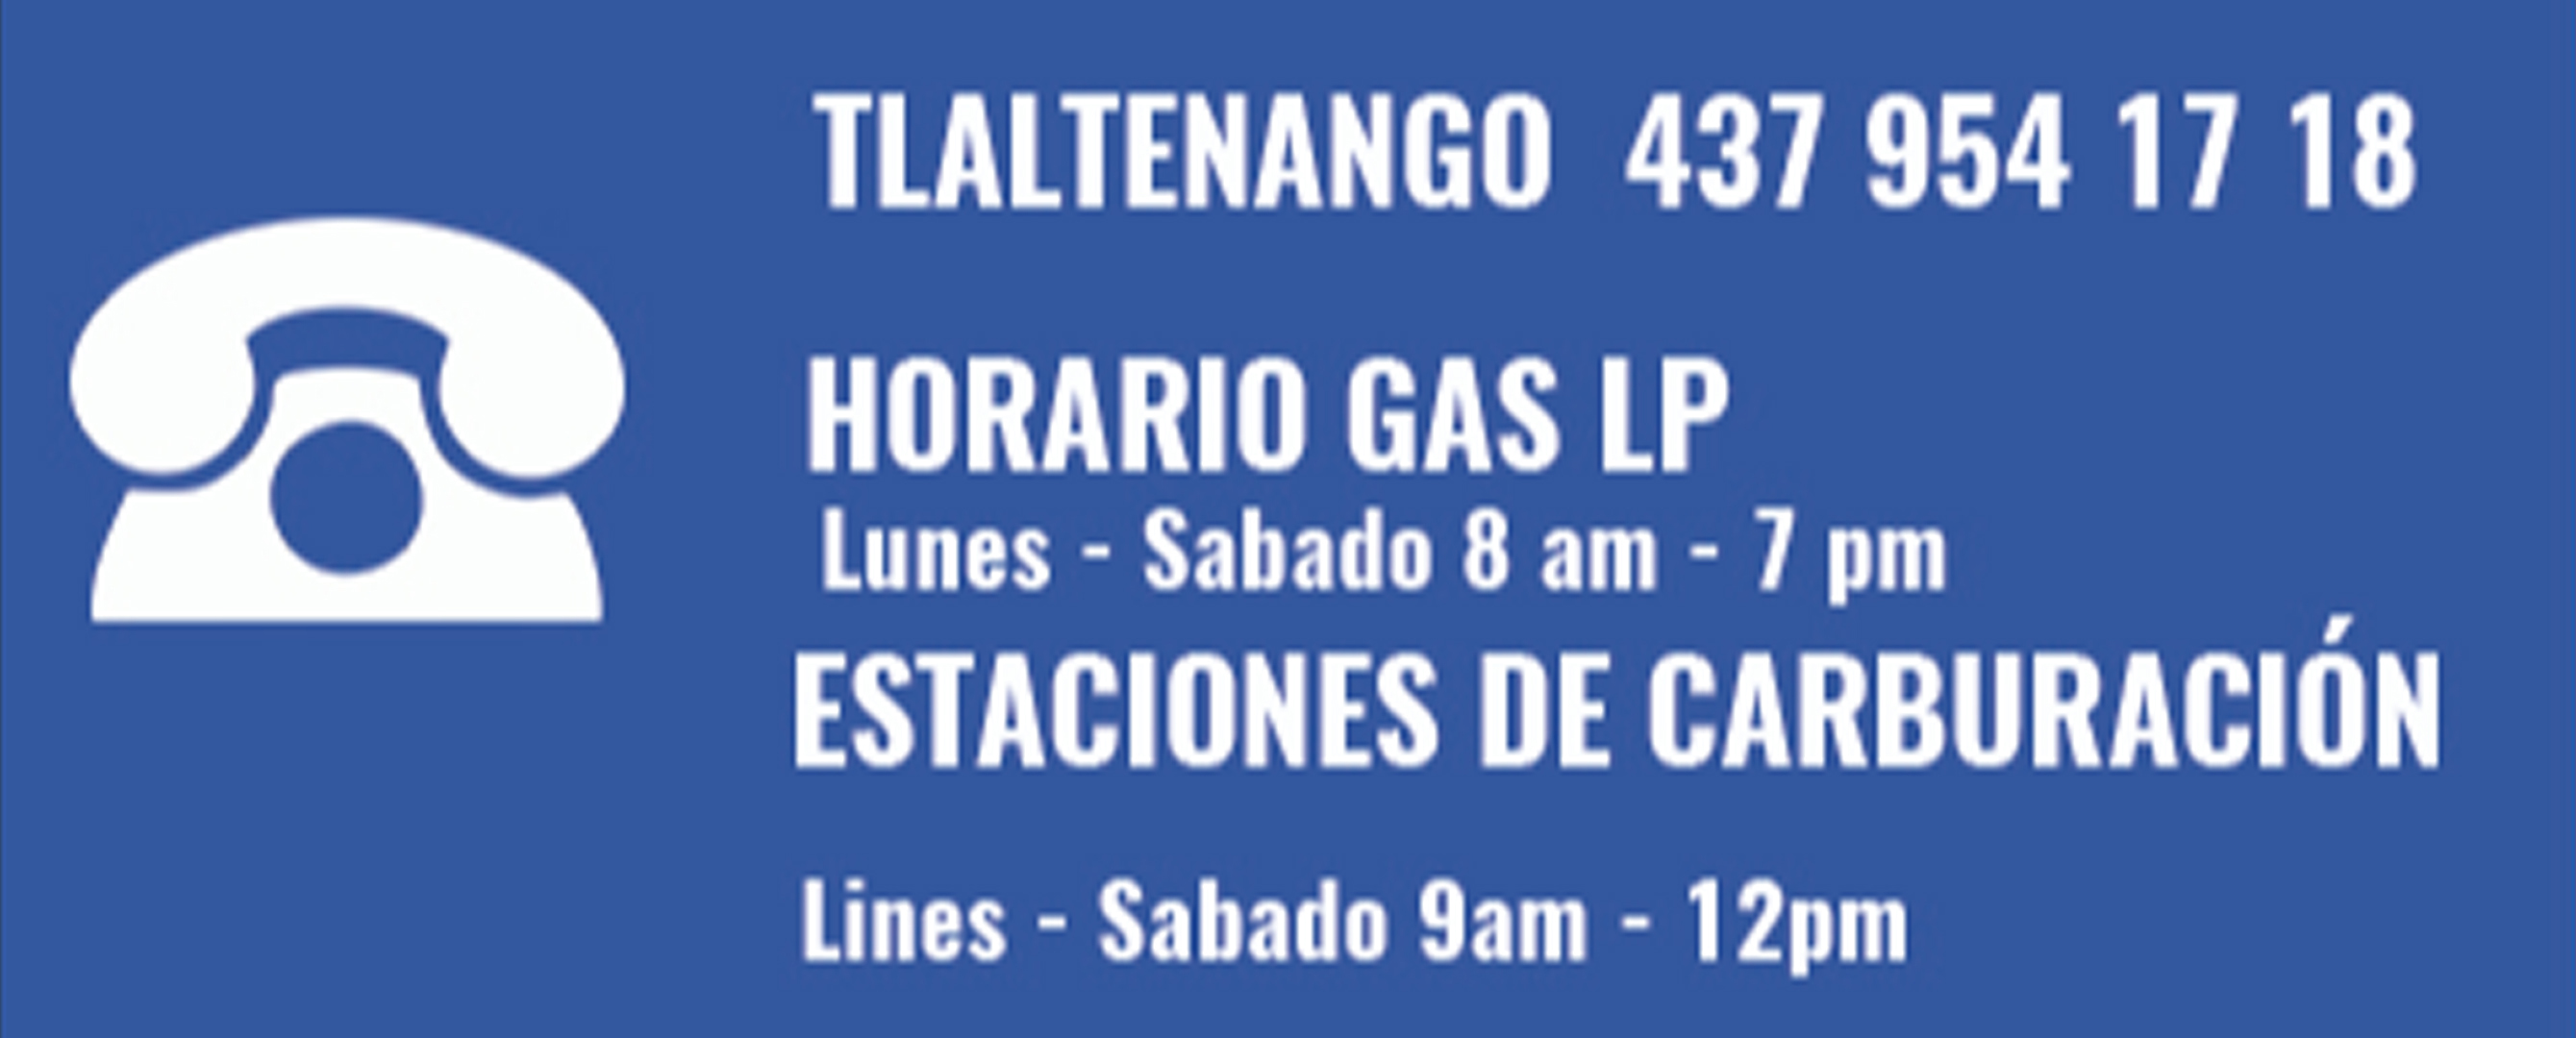 TLALTENANGO 437 954 17 18
HORARIO GAS LP
Lunes - Sabado 8 am - 7 pm
ESTACIONES DE CARBURACIÓN
Lines - Sabado 9am - 12pm